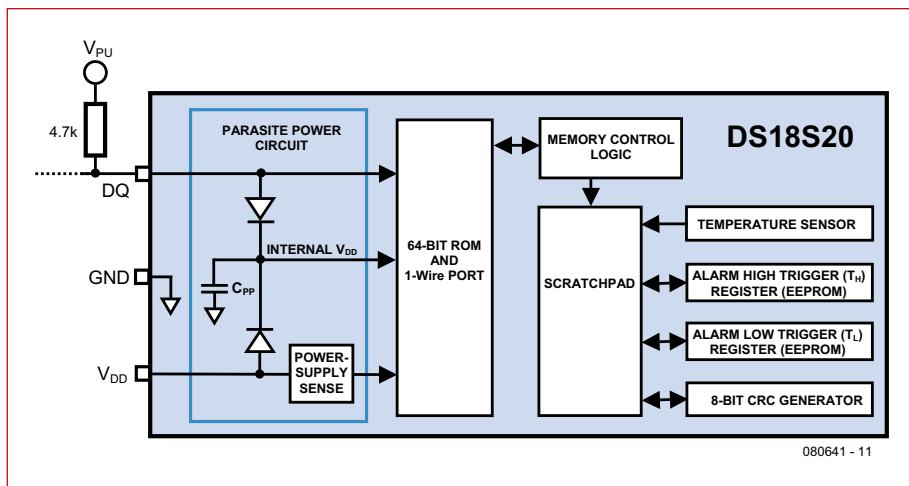 VPU
4.7k
DQ
GND
VDD
PARASITE POWER
CIRCUIT
INTERNAL VDD
CPP
POWER-
SUPPLY
SENSE
64-BIT ROM
AND
1-Wire PORT
MEMORY CONTROL
LOGIC
SCRATCHPAD
DS18S20
TEMPERATURE SENSOR
ALARM HIGH TRIGGER (TH)
REGISTER (EEPROM)
ALARM LOW TRIGGER (TL)
REGISTER (EEPROM)
8-BIT CRC GENERATOR
080641 - 11